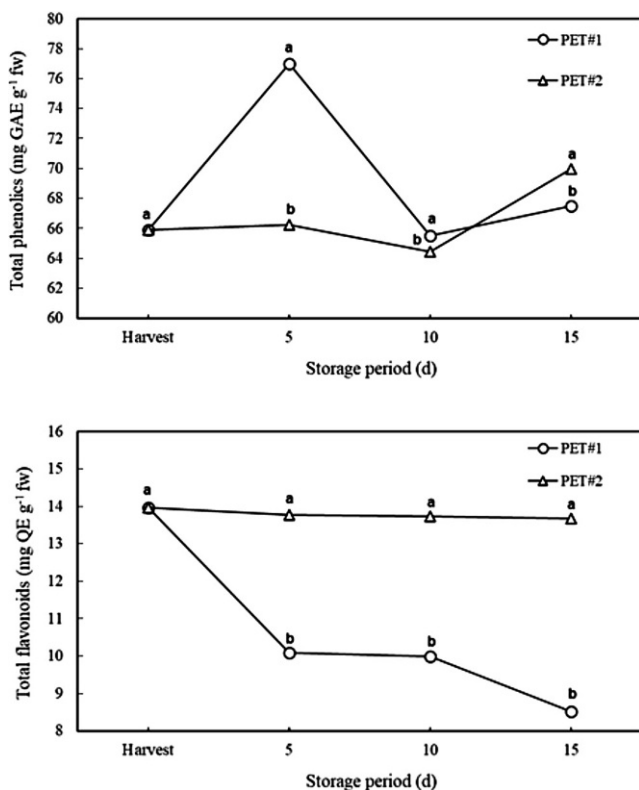 80
78
76
74
72
70
68
66
64
62
60
Total phenolics (mg GAE g⁻¹ fw)
PET#1
PET#2
a
a
b
a
b
a
b
Harvest
5
10
15
Storage period (d)
16
15
14
13
12
11
10
9
8
Total flavonoids (mg QE g⁻¹ fw)
PET#1
PET#2
a
a
a
a
b
b
b
Harvest
5
10
15
Storage period (d)